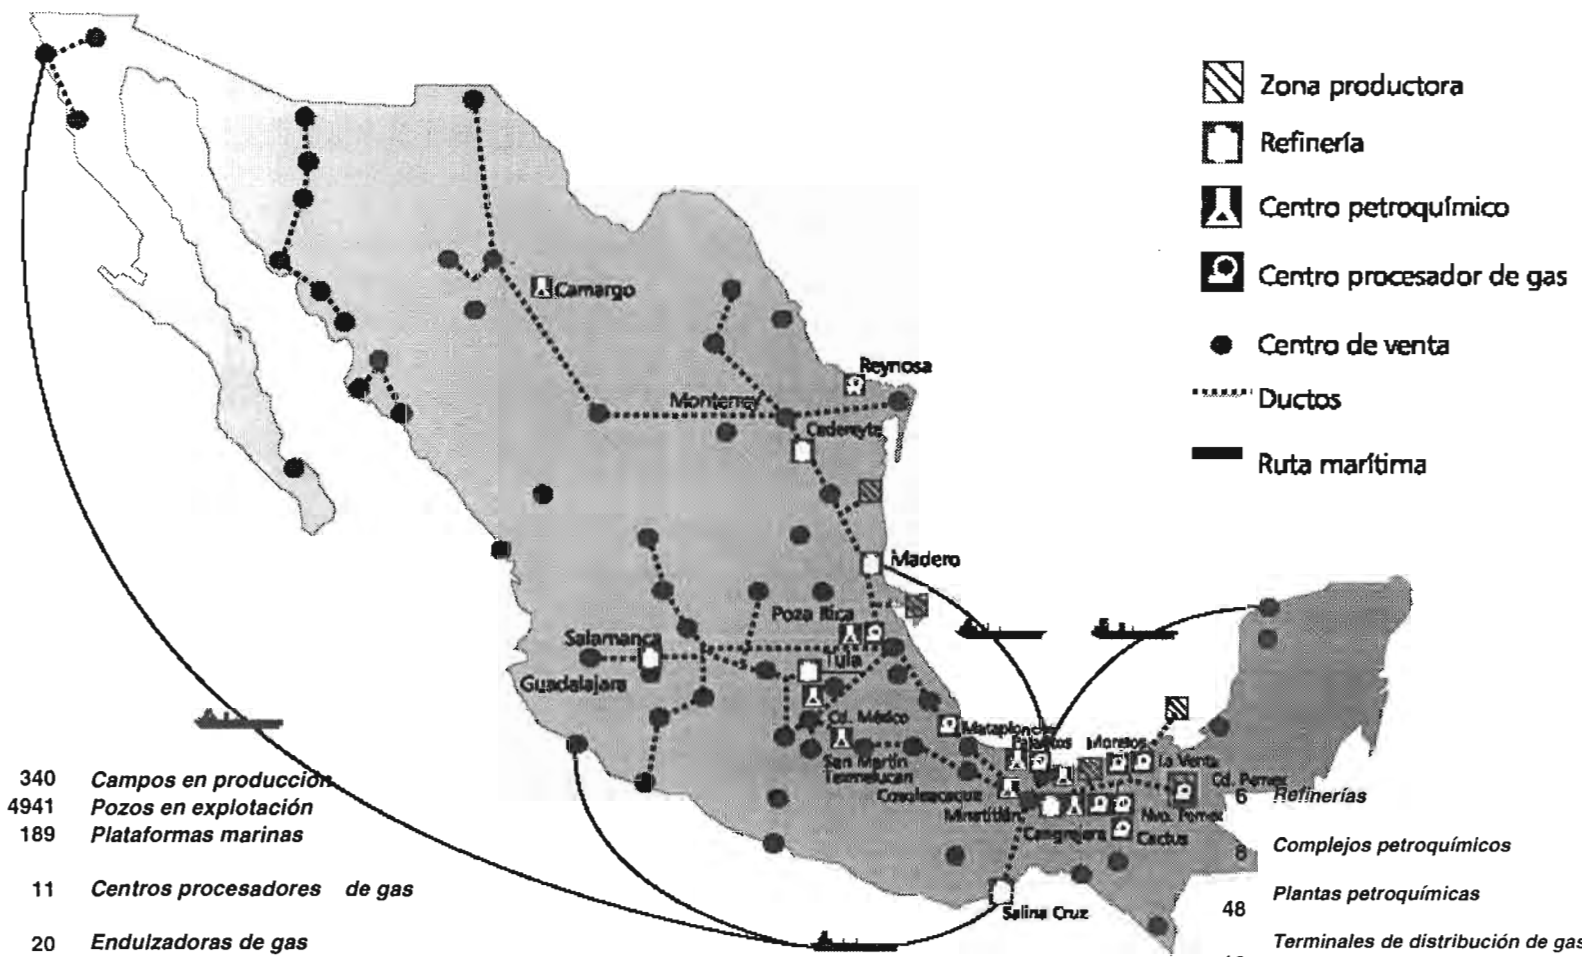 Zona productora
Refinería
Centro petroquímico
Centro procesador de gas
Centro de venta
Ductos
Ruta marítima
Camargo
Reynosa
Monterrey
Cadereyta
Madero
Poza Rica
Salamanca
Tula
Guadalajara
Cd. México
Matapionche
Pajaritos
Morelos
San Martín
Texmelucan
La Venta
Cd. Pemex
Cosoleacaque
Minatitlán
Nvo. Pemex
Cangrejera
Cactus
Salina Cruz
340 Campos en producción
4941 Pozos en explotación
189 Plataformas marinas
11 Centros procesadores de gas
20 Endulzadoras de gas
6 Refinerías
8 Complejos petroquímicos
48 Plantas petroquímicas
Terminales de distribución de gas